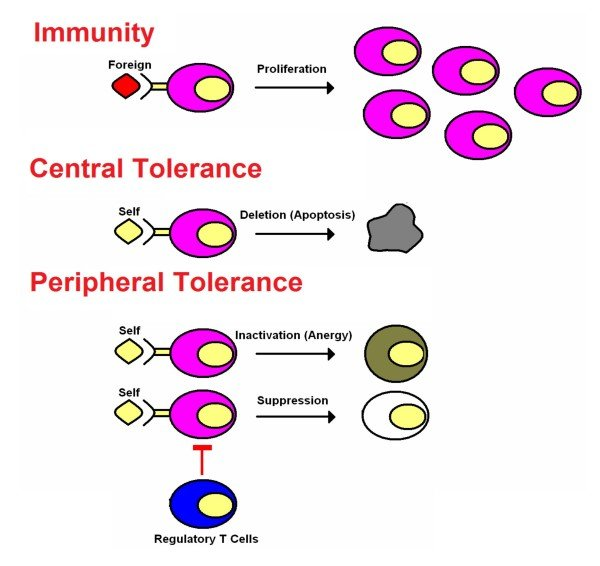 Immunity
Foreign
Proliferation
Central Tolerance
Self
Deletion (Apoptosis)
Peripheral Tolerance
Self
Inactivation (Anergy)
Self
Suppression
Regulatory T Cells